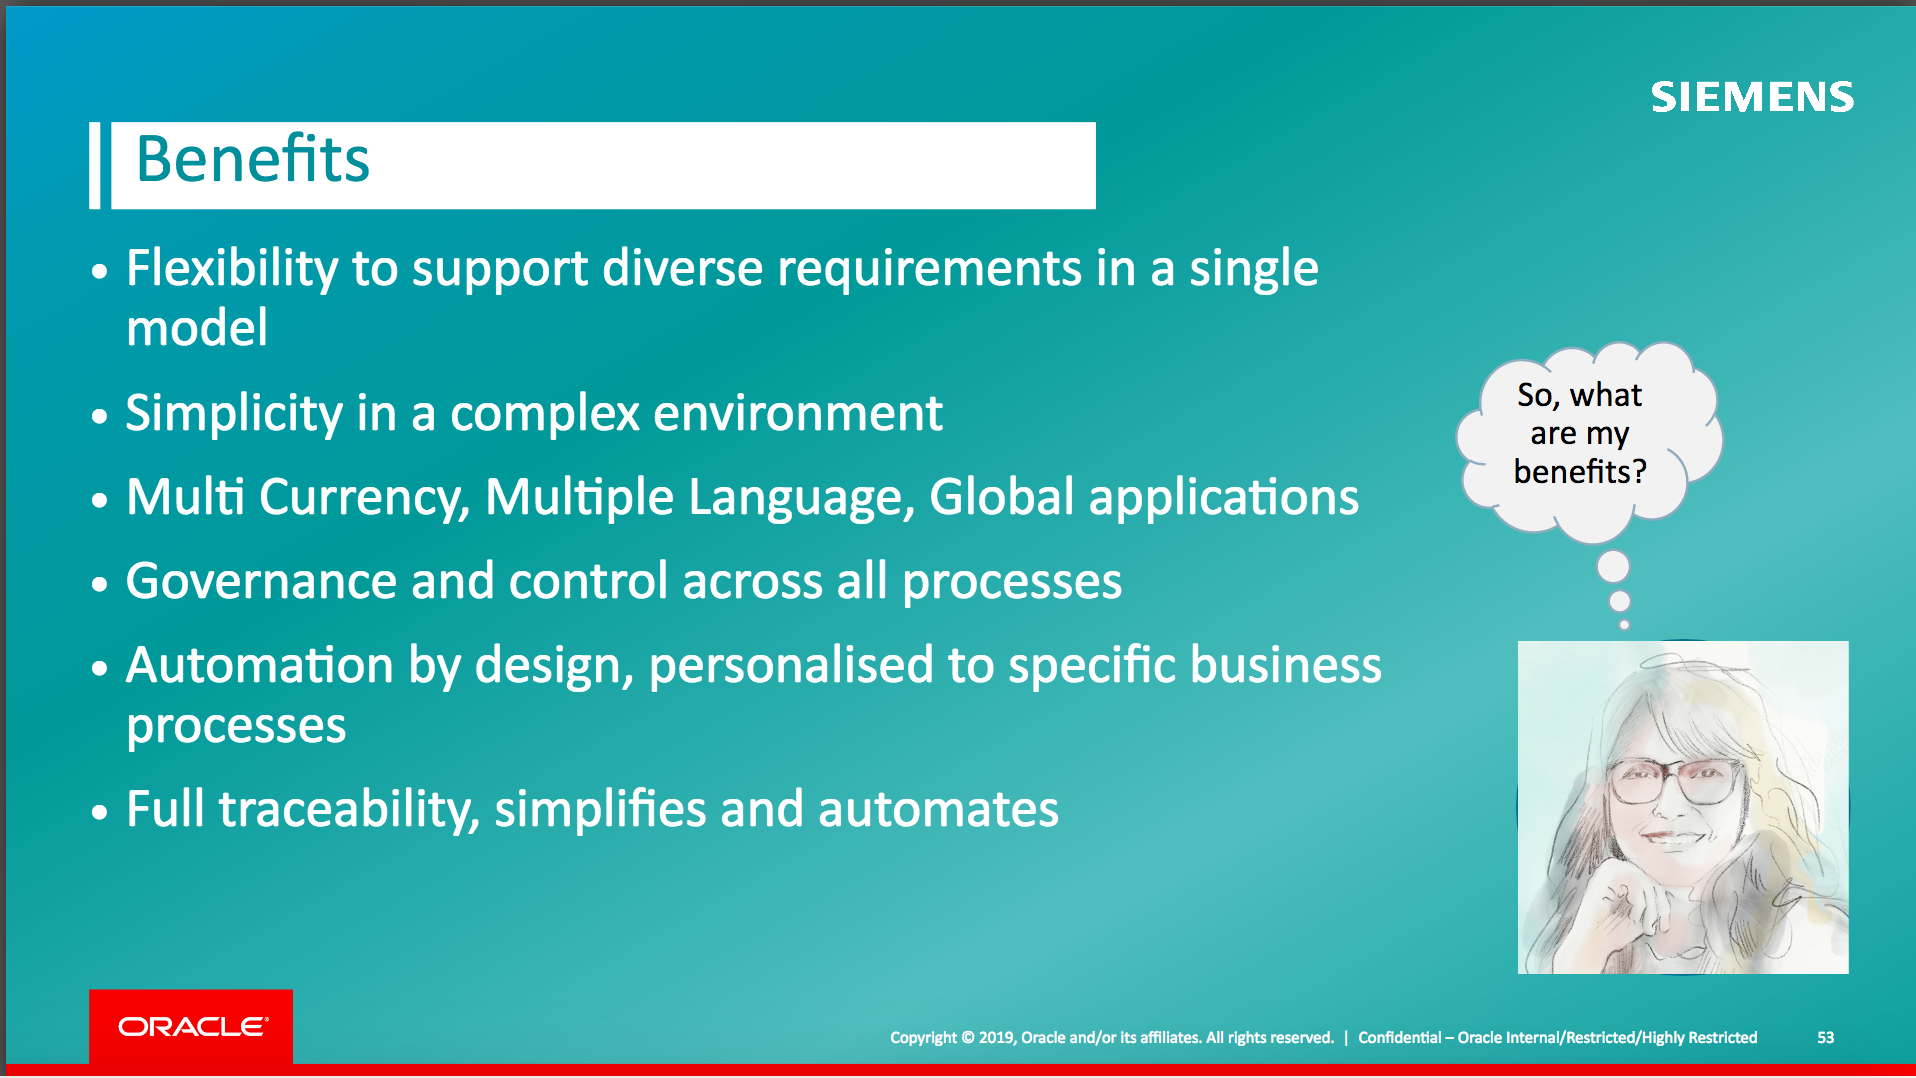 SIEMENS
Benefits
• Flexibility to support diverse requirements in a single
model
• Simplicity in a complex environment
• Multi Currency, Multiple Language, Global applications
• Governance and control across all processes
• Automation by design, personalised to specific business
processes
• Full traceability, simplifies and automates
So, what
are my
benefits?
ORACLE®
Copyright © 2019, Oracle and/or its affiliates. All rights reserved. | Confidential – Oracle Internal/Restricted/Highly Restricted 53